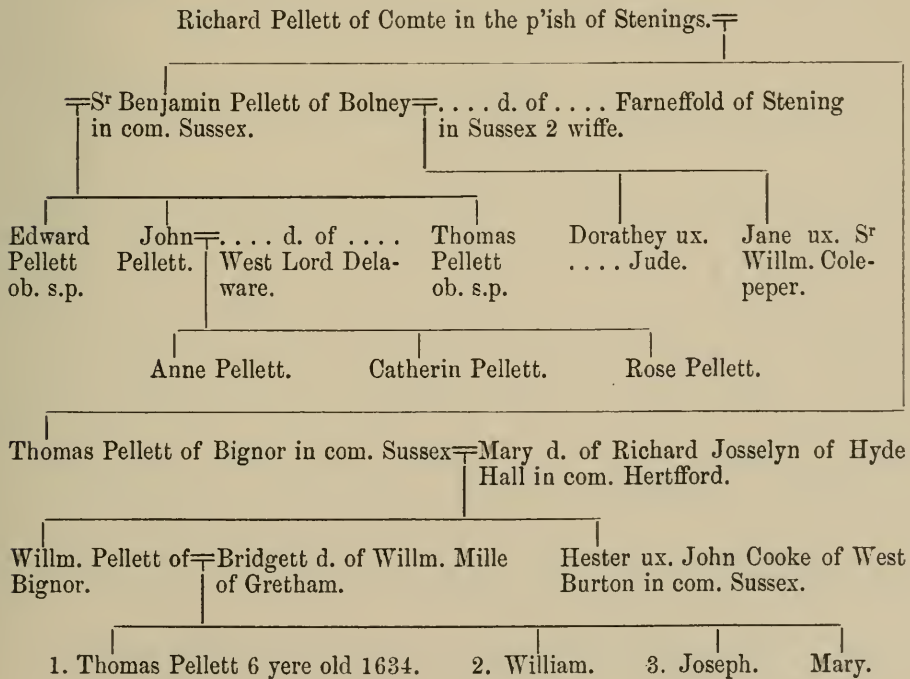 Richard Pellett of Comte in the p'ish of Stenings.
Sʳ Benjamin Pellett of Bolney
in com. Sussex.
. . . . d. of . . . . Farneffold of Stening
in Sussex 2 wiffe.
Edward
Pellett
ob. s.p.
John
Pellett.
. . . . d. of . . . .
West Lord Dela-
ware.
Thomas
Pellett
ob. s.p.
Dorathey ux.
. . . . Jude.
Jane ux. Sʳ
Willm. Cole-
peper.
Anne Pellett.
Catherin Pellett.
Rose Pellett.
Thomas Pellett of Bignor in com. Sussex
Mary d. of Richard Josselyn of Hyde
Hall in com. Hertfford.
Willm. Pellett of
Bignor.
Bridgett d. of Willm. Mille
of Gretham.
Hester ux. John Cooke of West
Burton in com. Sussex.
1. Thomas Pellett 6 yere old 1634.
2. William.
3. Joseph.
Mary.